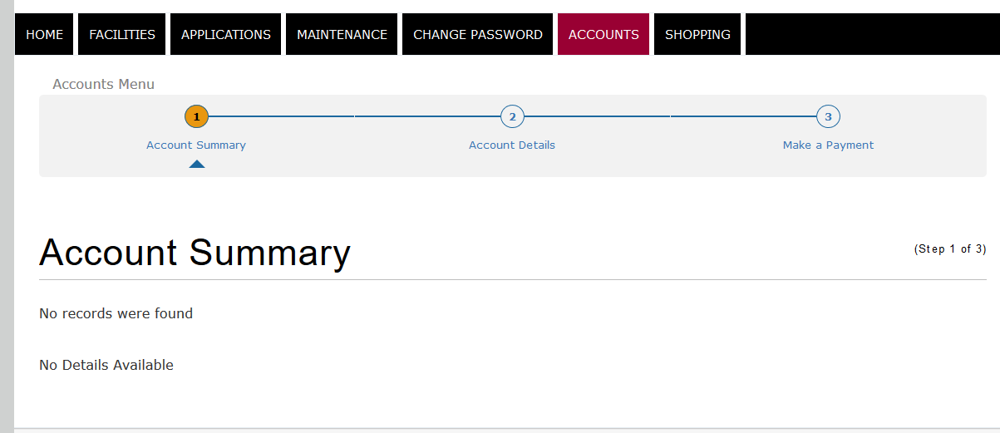 HOME FACILITIES APPLICATIONS MAINTENANCE CHANGE PASSWORD ACCOUNTS SHOPPING
Accounts Menu
1 2 3
Account Summary Account Details Make a Payment
Account Summary (Step 1 of 3)
No records were found
No Details Available